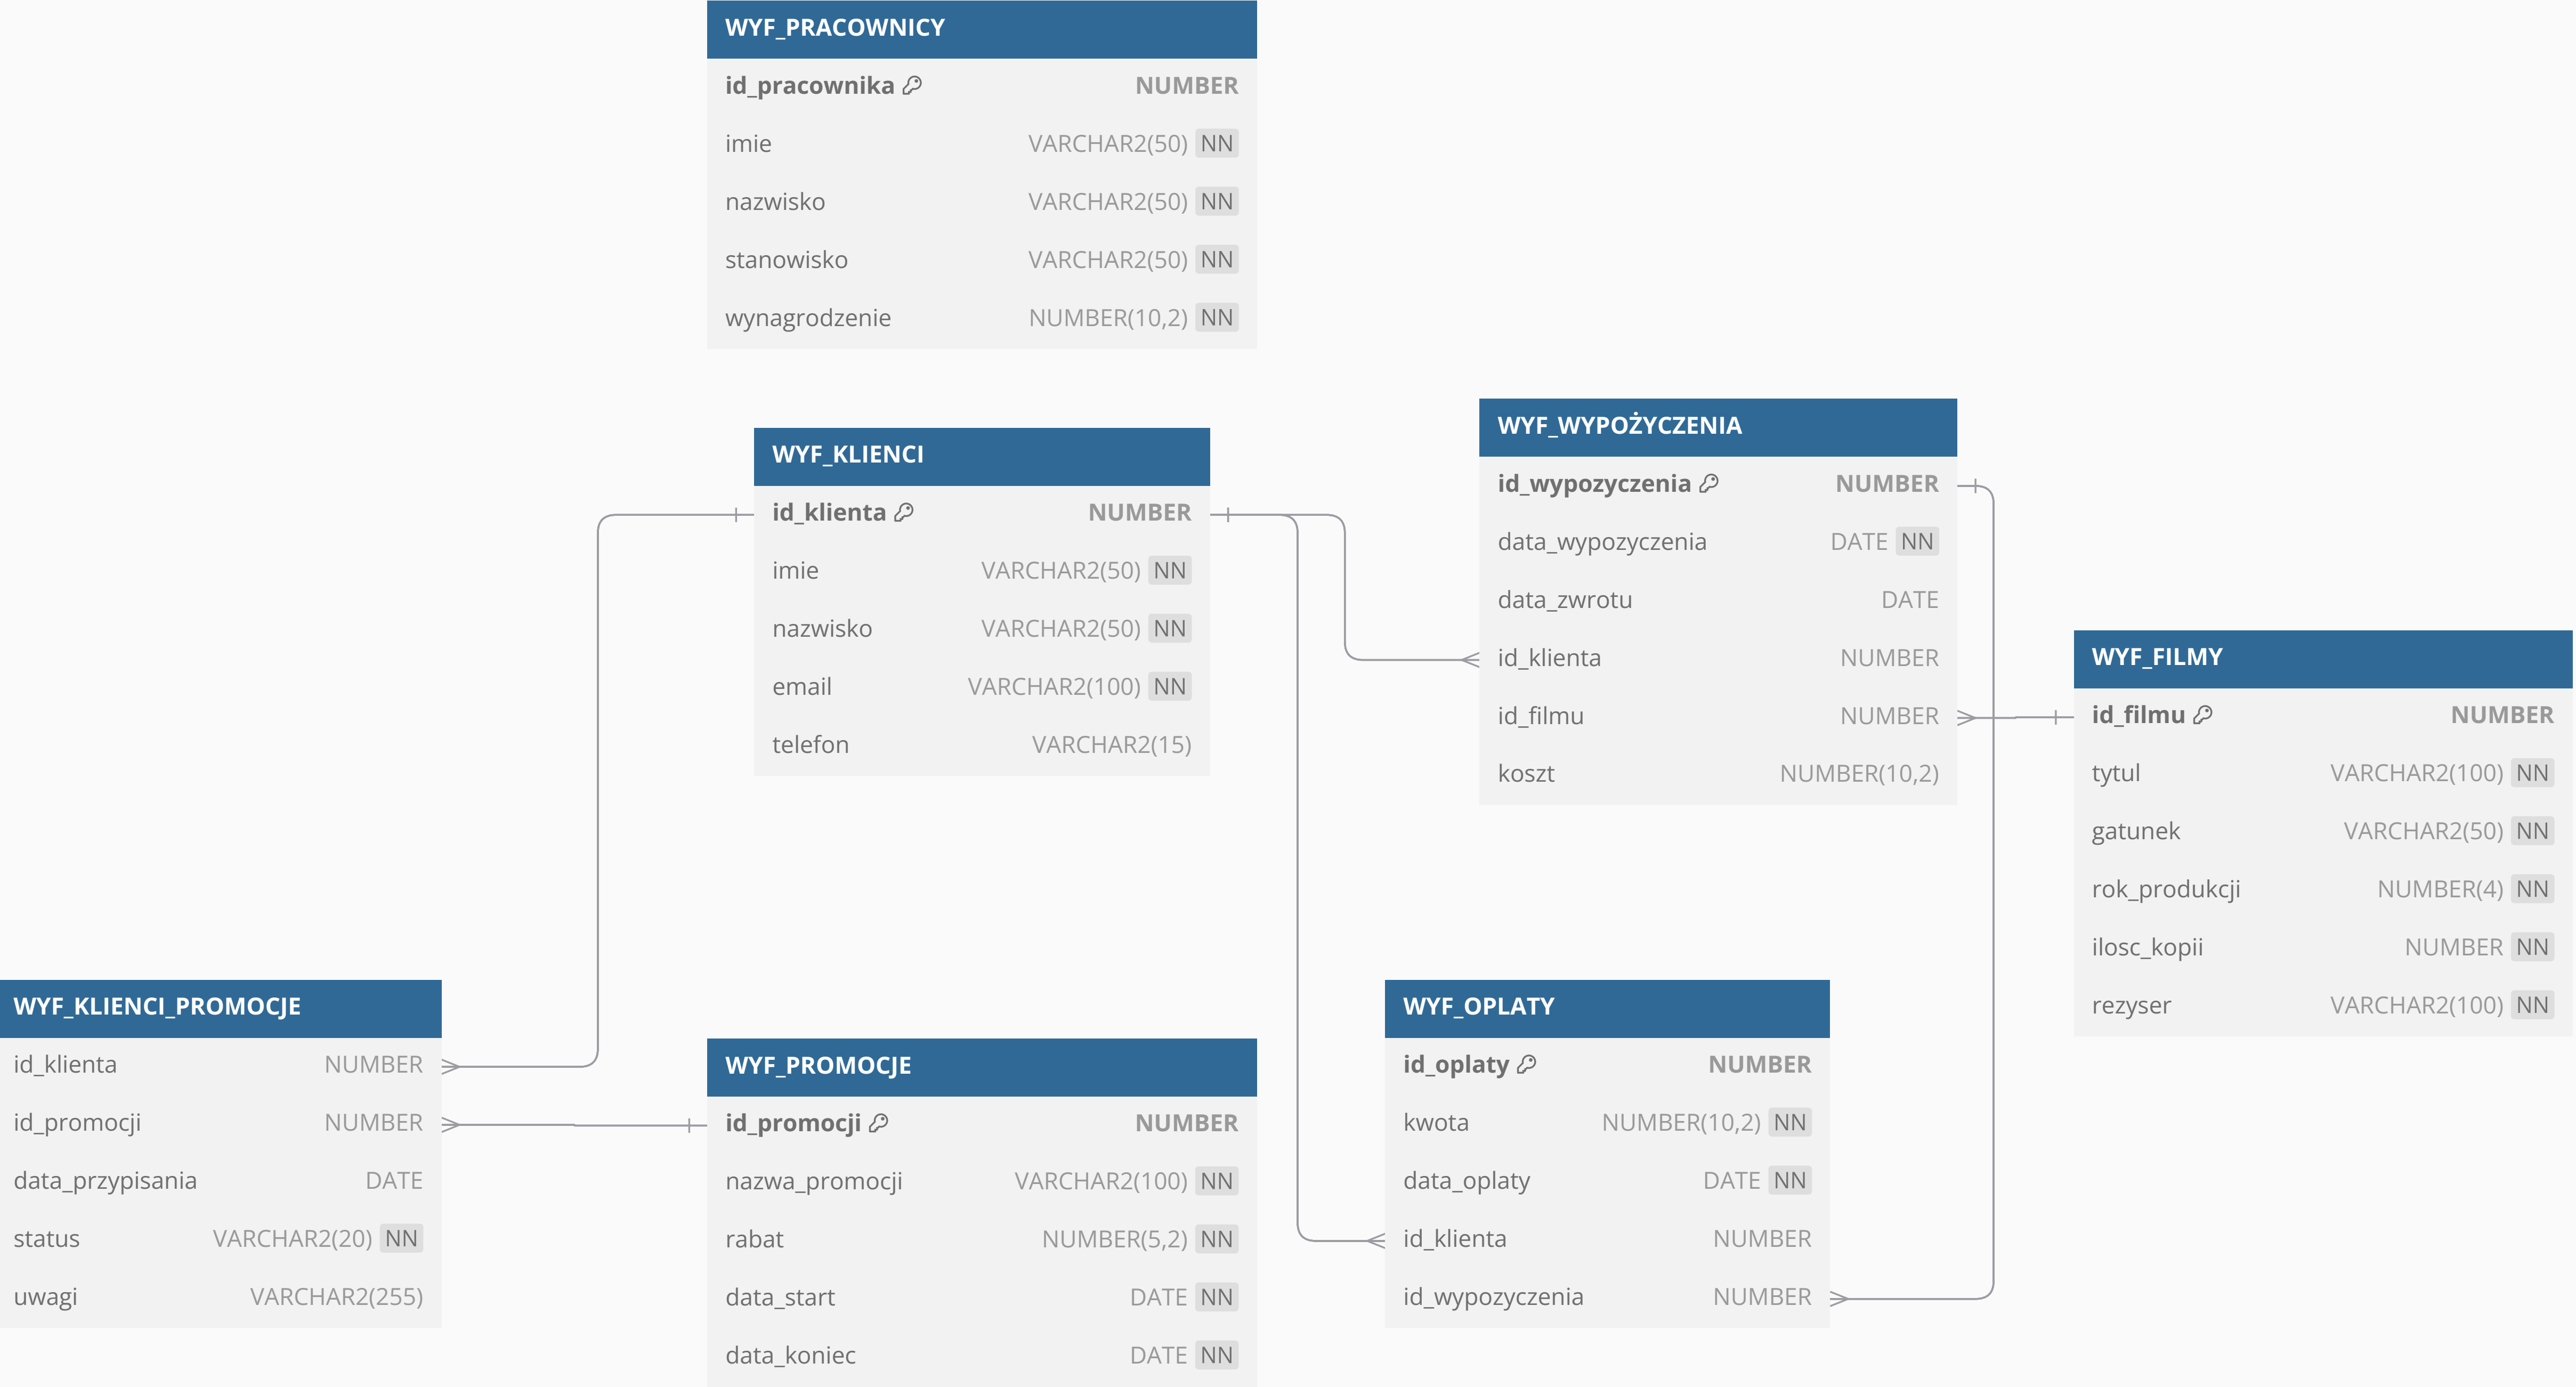 WYF_PRACOWNICY
id_pracownika NUMBER
imie VARCHAR2(50) NN
nazwisko VARCHAR2(50) NN
stanowisko VARCHAR2(50) NN
wynagrodzenie NUMBER(10,2) NN
WYF_KLIENCI
id_klienta NUMBER
imie VARCHAR2(50) NN
nazwisko VARCHAR2(50) NN
email VARCHAR2(100) NN
telefon VARCHAR2(15)
WYF_WYPOŻYCZENIA
id_wypozyczenia NUMBER
data_wypozyczenia DATE NN
data_zwrotu DATE
id_klienta NUMBER
id_filmu NUMBER
koszt NUMBER(10,2)
WYF_FILMY
id_filmu NUMBER
tytul VARCHAR2(100) NN
gatunek VARCHAR2(50) NN
rok_produkcji NUMBER(4) NN
ilosc_kopii NUMBER NN
rezyser VARCHAR2(100) NN
WYF_KLIENCI_PROMOCJE
id_klienta NUMBER
id_promocji NUMBER
data_przypisania DATE
status VARCHAR2(20) NN
uwagi VARCHAR2(255)
WYF_PROMOCJE
id_promocji NUMBER
nazwa_promocji VARCHAR2(100) NN
rabat NUMBER(5,2) NN
data_start DATE NN
data_koniec DATE NN
WYF_OPLATY
id_oplaty NUMBER
kwota NUMBER(10,2) NN
data_oplaty DATE NN
id_klienta NUMBER
id_wypozyczenia NUMBER